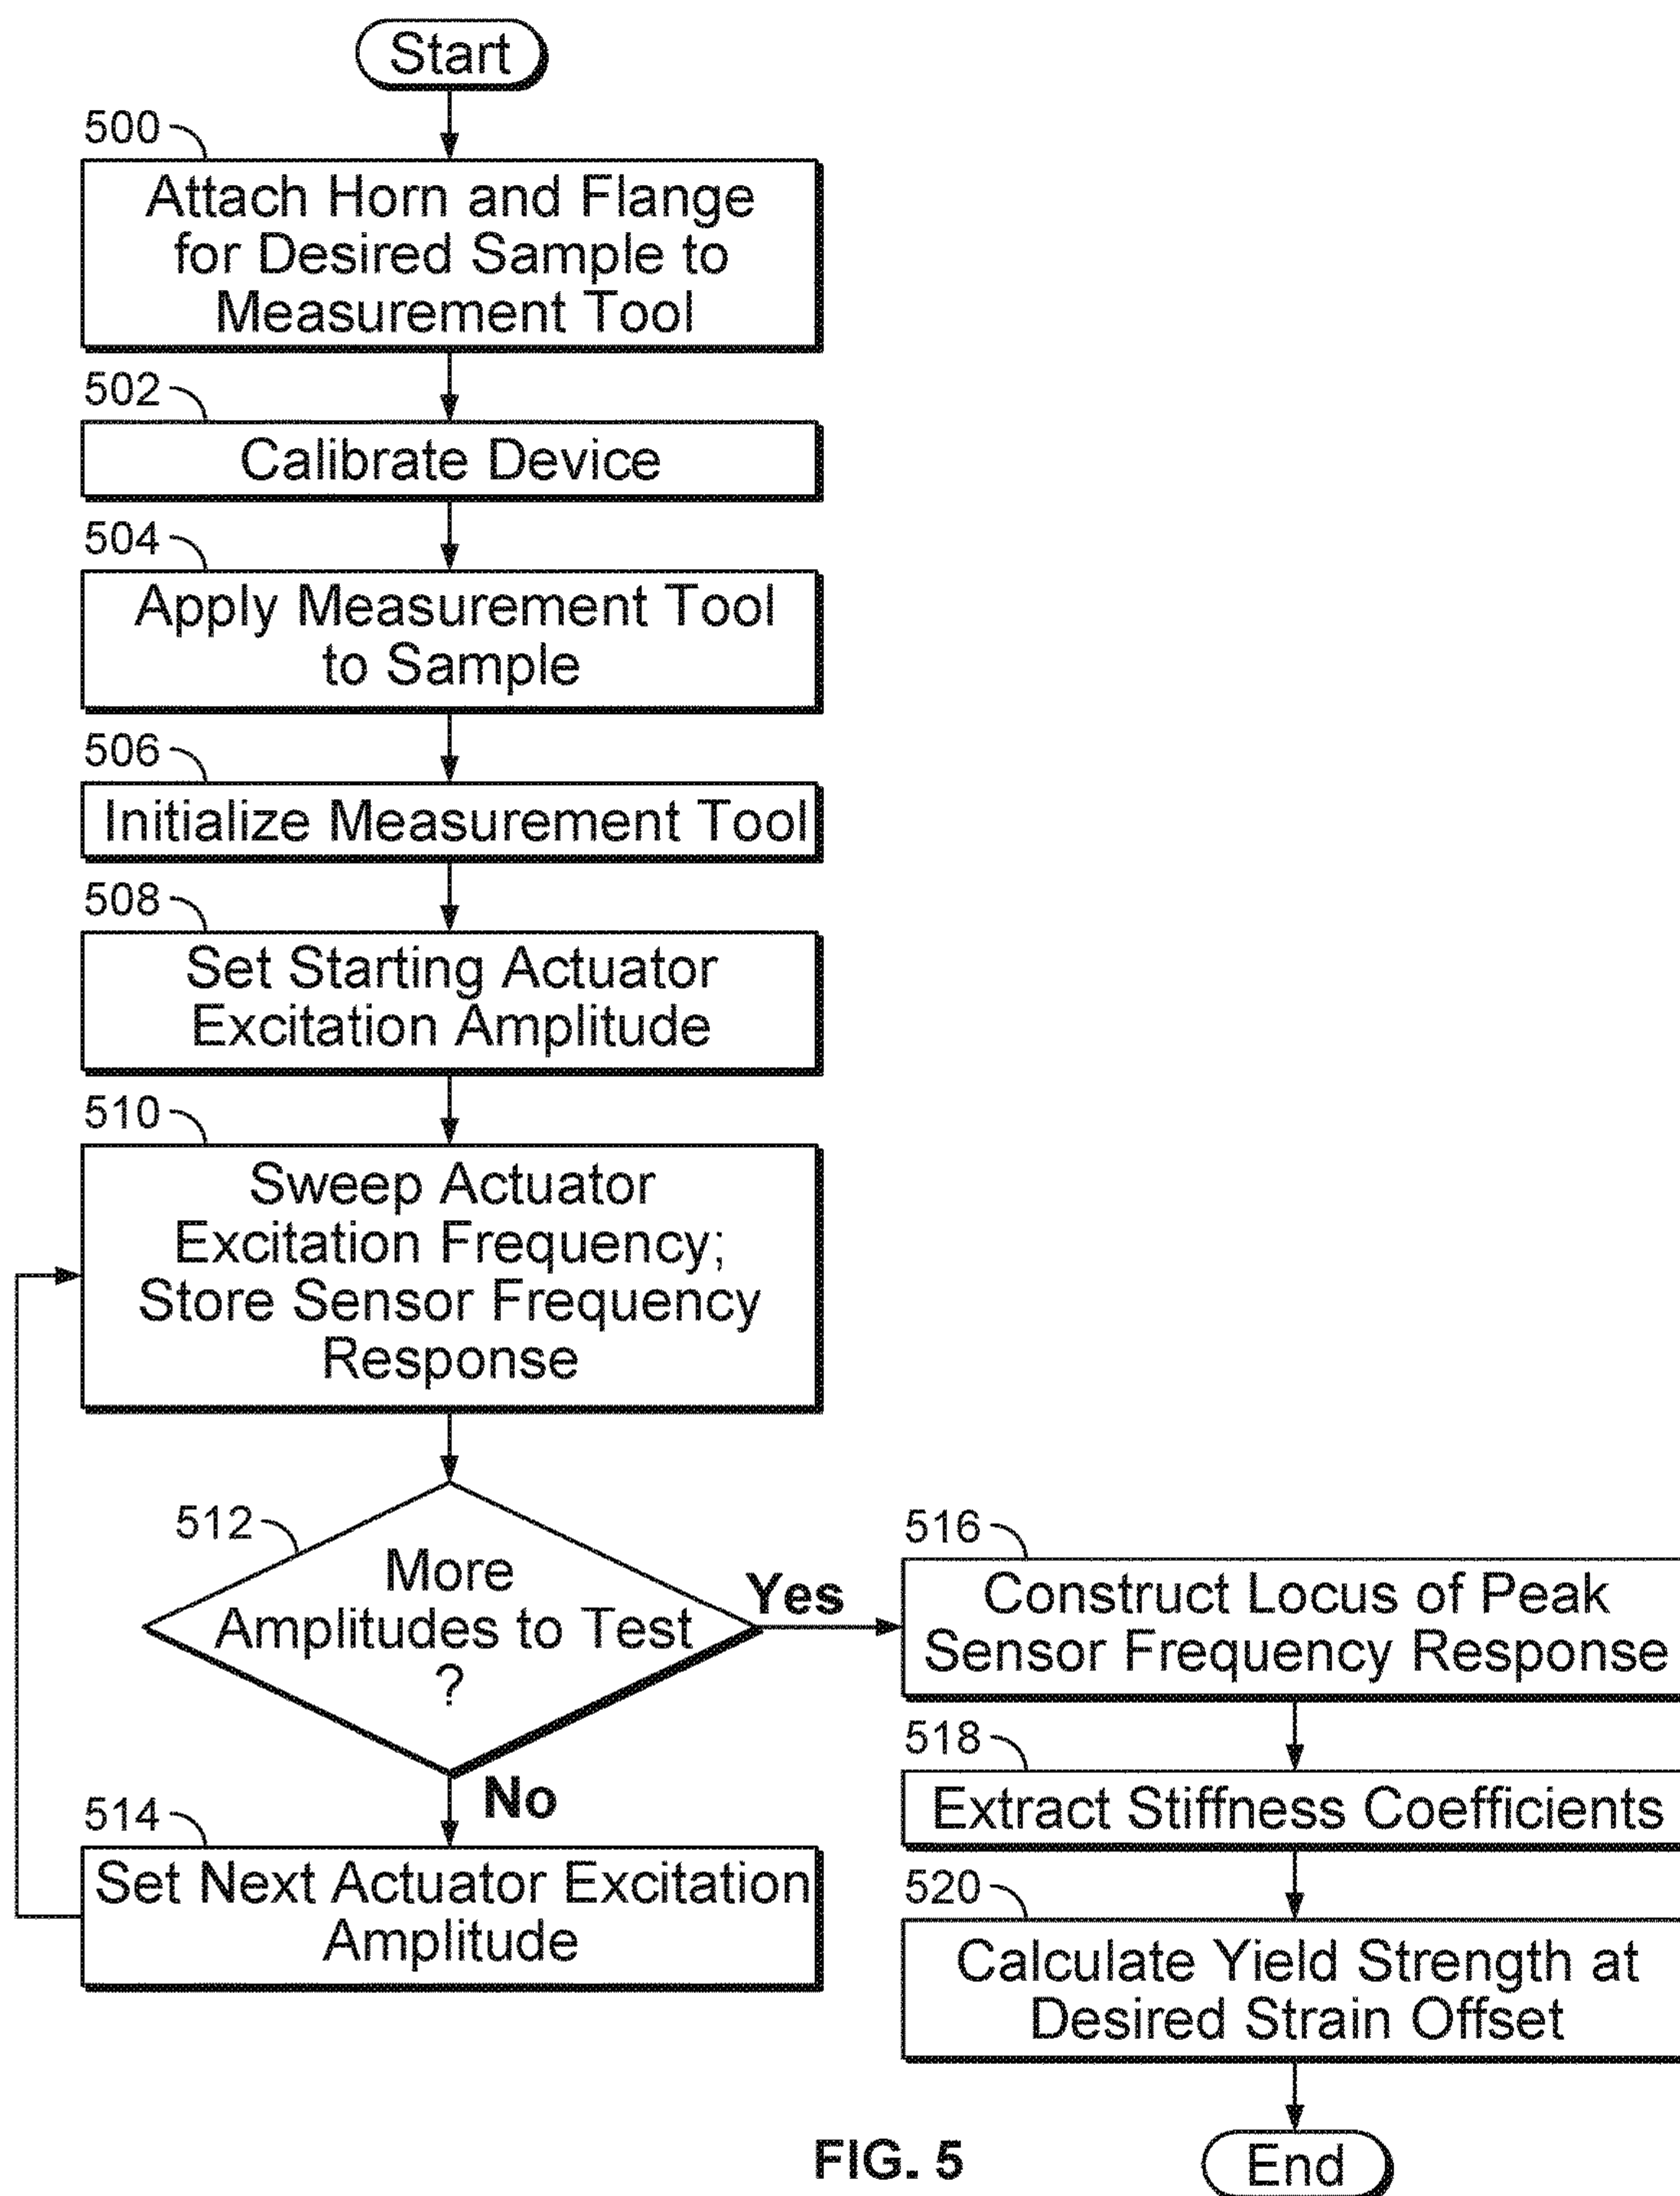 Start
500
Attach Horn and Flange
for Desired Sample to
Measurement Tool
502
Calibrate Device
504
Apply Measurement Tool
to Sample
506
Initialize Measurement Tool
508
Set Starting Actuator
Excitation Amplitude
510
Sweep Actuator
Excitation Frequency;
Store Sensor Frequency
Response
512
More
Amplitudes to Test
?
Yes
No
514
Set Next Actuator Excitation
Amplitude
516
Construct Locus of Peak
Sensor Frequency Response
518
Extract Stiffness Coefficients
520
Calculate Yield Strength at
Desired Strain Offset
End
FIG. 5